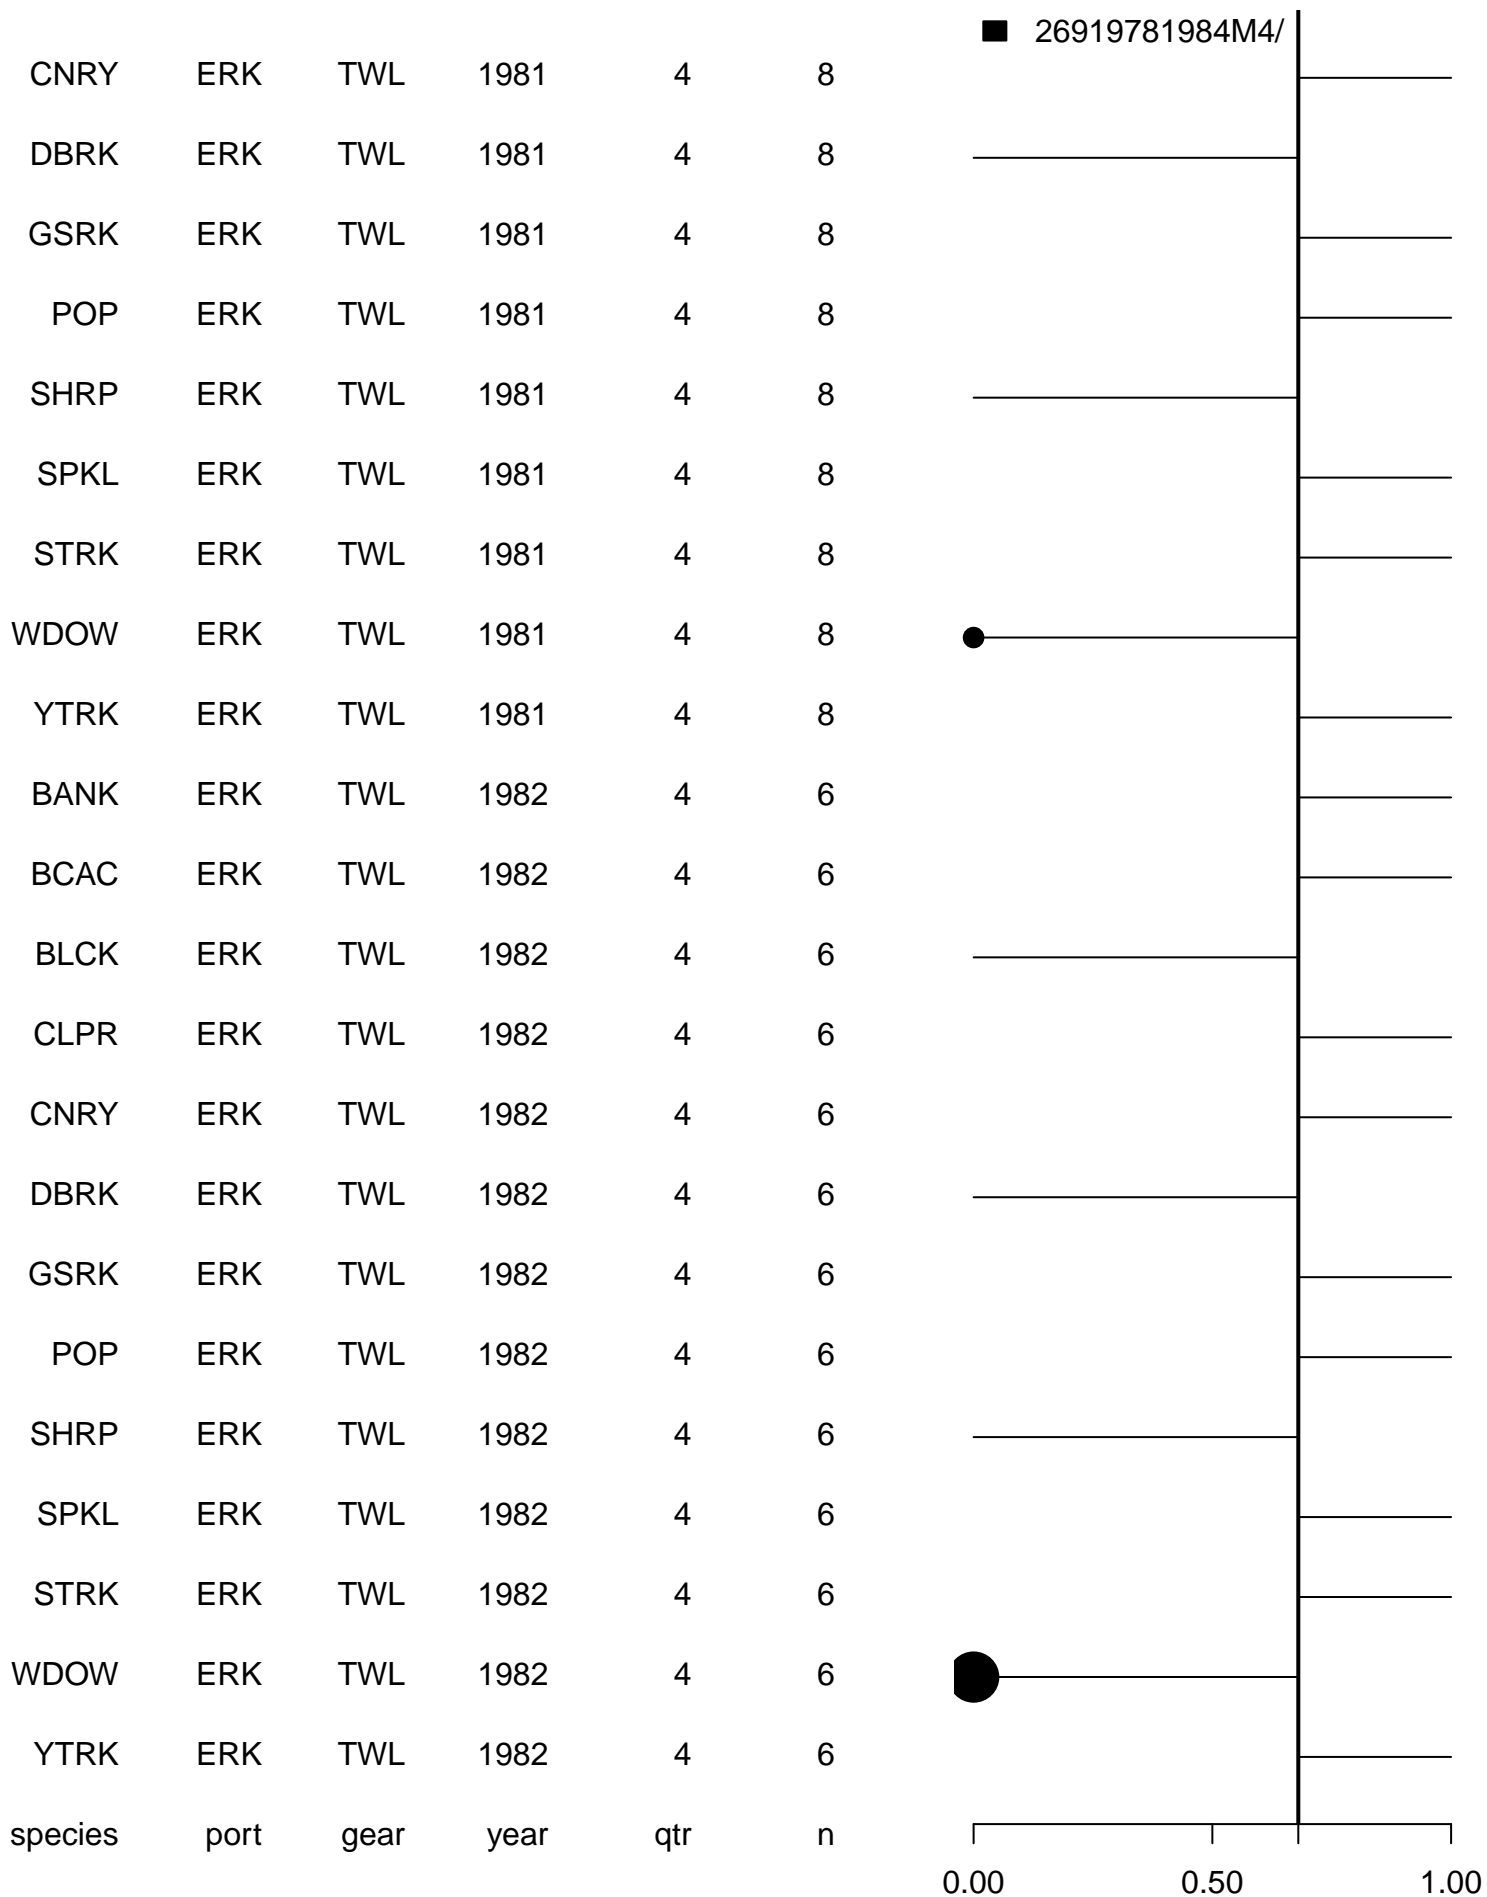 26919781984M4/
CNRY ERK TWL 1981 4 8
DBRK ERK TWL 1981 4 8
GSRK ERK TWL 1981 4 8
POP ERK TWL 1981 4 8
SHRP ERK TWL 1981 4 8
SPKL ERK TWL 1981 4 8
STRK ERK TWL 1981 4 8
WDOW ERK TWL 1981 4 8
YTRK ERK TWL 1981 4 8
BANK ERK TWL 1982 4 6
BCAC ERK TWL 1982 4 6
BLCK ERK TWL 1982 4 6
CLPR ERK TWL 1982 4 6
CNRY ERK TWL 1982 4 6
DBRK ERK TWL 1982 4 6
GSRK ERK TWL 1982 4 6
POP ERK TWL 1982 4 6
SHRP ERK TWL 1982 4 6
SPKL ERK TWL 1982 4 6
STRK ERK TWL 1982 4 6
WDOW ERK TWL 1982 4 6
YTRK ERK TWL 1982 4 6
species port gear year qtr n
0.00 0.50 1.00